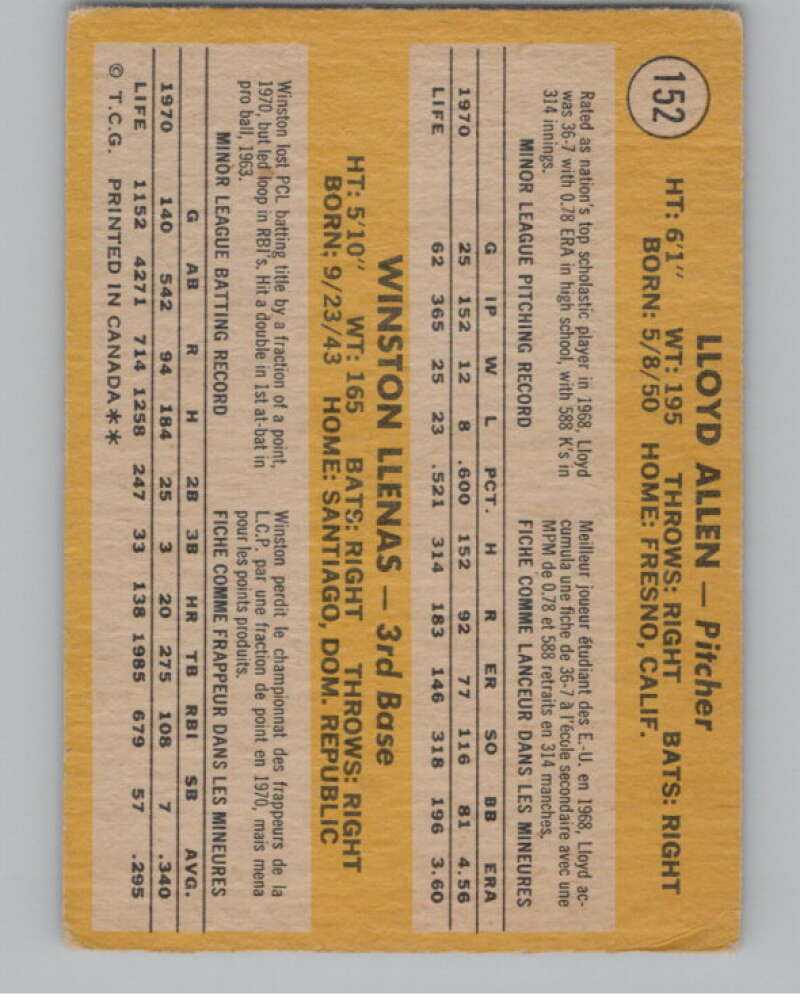 152
LLOYD ALLEN — Pitcher
HT: 6'1" WT: 195 THROWS: RIGHT BATS: RIGHT
BORN: 5/8/50 HOME: FRESNO, CALIF.
Rated as nation's top scholastic player in 1968, Lloyd
was 36-7 with 0.78 ERA in high school, with 588 K's in
314 innings.
MINOR LEAGUE PITCHING RECORD
Meilleur joueur étudiant des E.-U. en 1968, Lloyd ac-
cumula une fiche de 36-7 à l'école secondaire avec une
MPM de 0.78 et 588 retraits en 314 manches.
FICHE COMME LANCEUR DANS LES MINEURES
G IP W L PCT. H R ER SO BB ERA
1970 25 152 12 8 .600 152 92 77 116 81 4.56
LIFE 62 365 25 23 .521 314 183 146 318 196 3.60
WINSTON LLENAS — 3rd Base
HT: 5'10" WT: 165 BATS: RIGHT THROWS: RIGHT
BORN: 9/23/43 HOME: SANTIAGO, DOM. REPUBLIC
Winston lost PCL batting title by a fraction of a point,
1970, but led loop in RBI's. Hit a double in 1st at-bat in
pro ball, 1963.
MINOR LEAGUE BATTING RECORD
Winston perdit le championnat des frappeurs de la
L.C.P. par une fraction de point en 1970, mais mena
pour les points produits.
FICHE COMME FRAPPEUR DANS LES MINEURES
G AB R H 2B 3B HR TB RBI SB AVG.
1970 140 542 94 184 25 3 20 275 108 7 .340
LIFE 1152 4271 714 1258 247 33 138 1985 679 57 .295
© T.C.G. PRINTED IN CANADA**